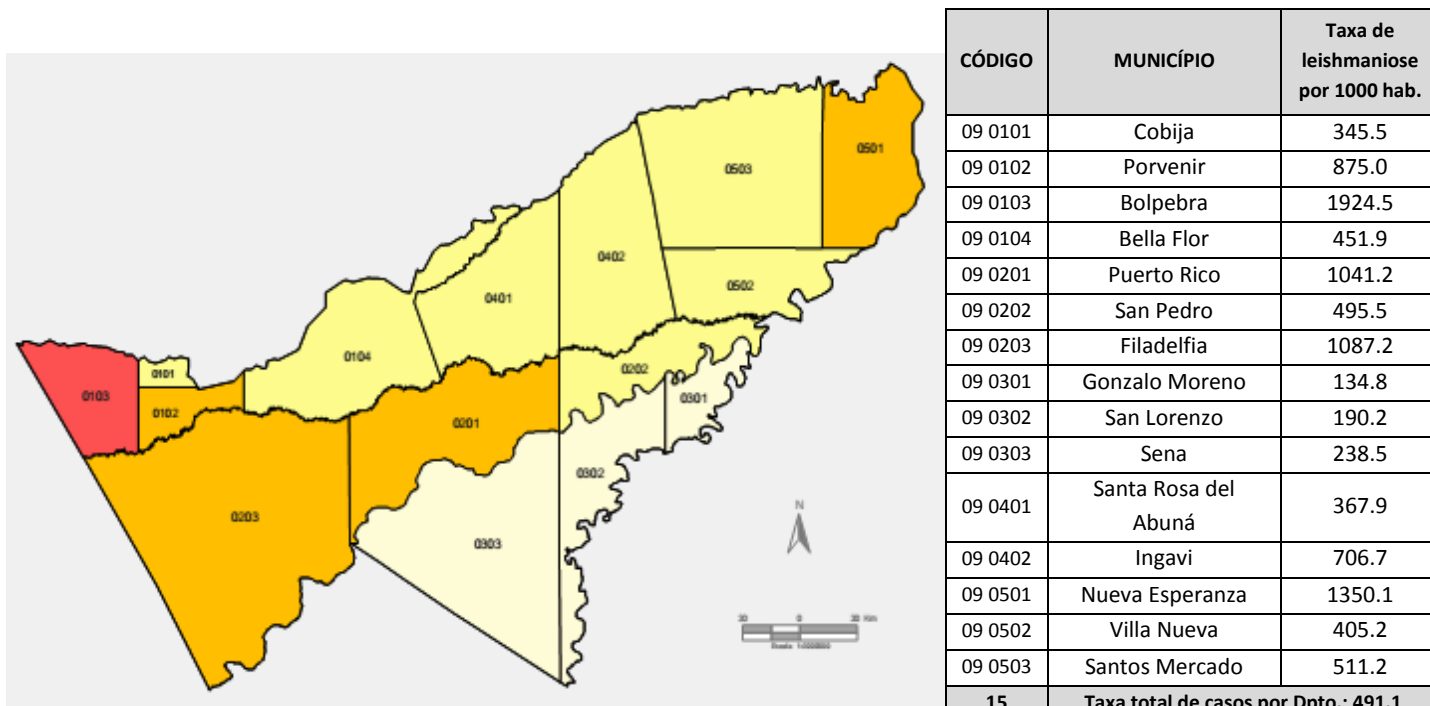 0501
0503
0402
0502
0401
0104
0101
0103
0102
0202
0301
0201
0302
0203
0303
N
30 0 30 Km
CÓDIGO MUNICÍPIO Taxa de
leishmaniose
por 1000 hab.
09 0101 Cobija 345.5
09 0102 Porvenir 875.0
09 0103 Bolpebra 1924.5
09 0104 Bella Flor 451.9
09 0201 Puerto Rico 1041.2
09 0202 San Pedro 495.5
09 0203 Filadelfia 1087.2
09 0301 Gonzalo Moreno 134.8
09 0302 San Lorenzo 190.2
09 0303 Sena 238.5
09 0401 Santa Rosa del
Abuná 367.9
09 0402 Ingavi 706.7
09 0501 Nueva Esperanza 1350.1
09 0502 Villa Nueva 405.2
09 0503 Santos Mercado 511.2
15 Taxa total de casos por Dpto.: 491.1